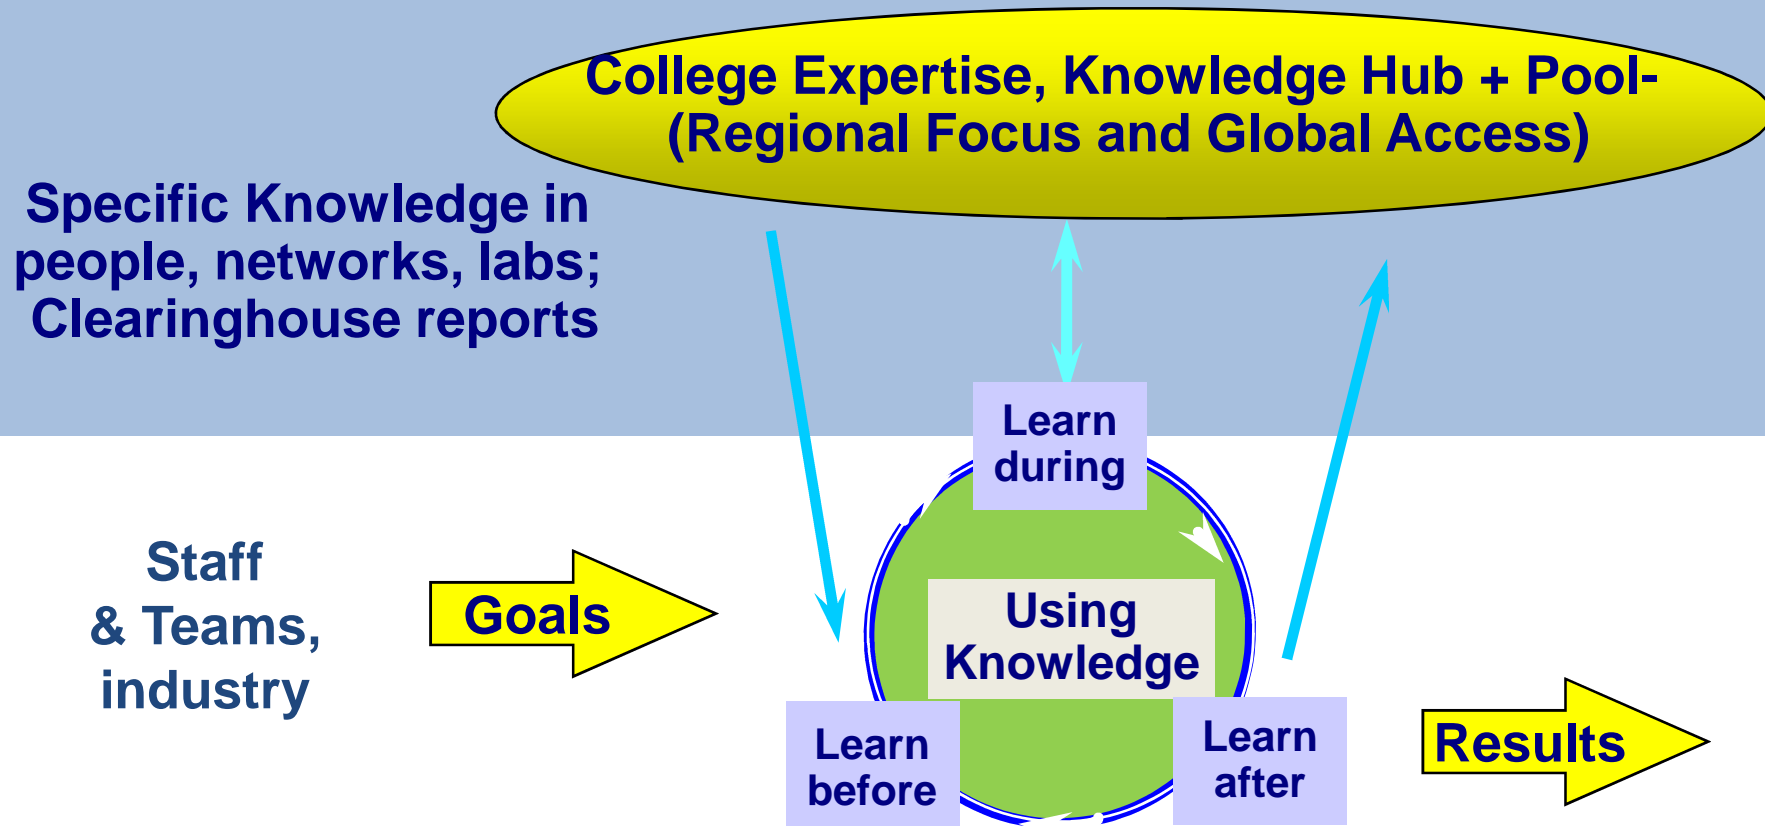 College Expertise, Knowledge Hub + Pool-
(Regional Focus and Global Access)
Specific Knowledge in
people, networks, labs;
Clearinghouse reports
Learn
during
Staff
& Teams,
industry
Goals
Using
Knowledge
Learn
before
Learn
after
Results